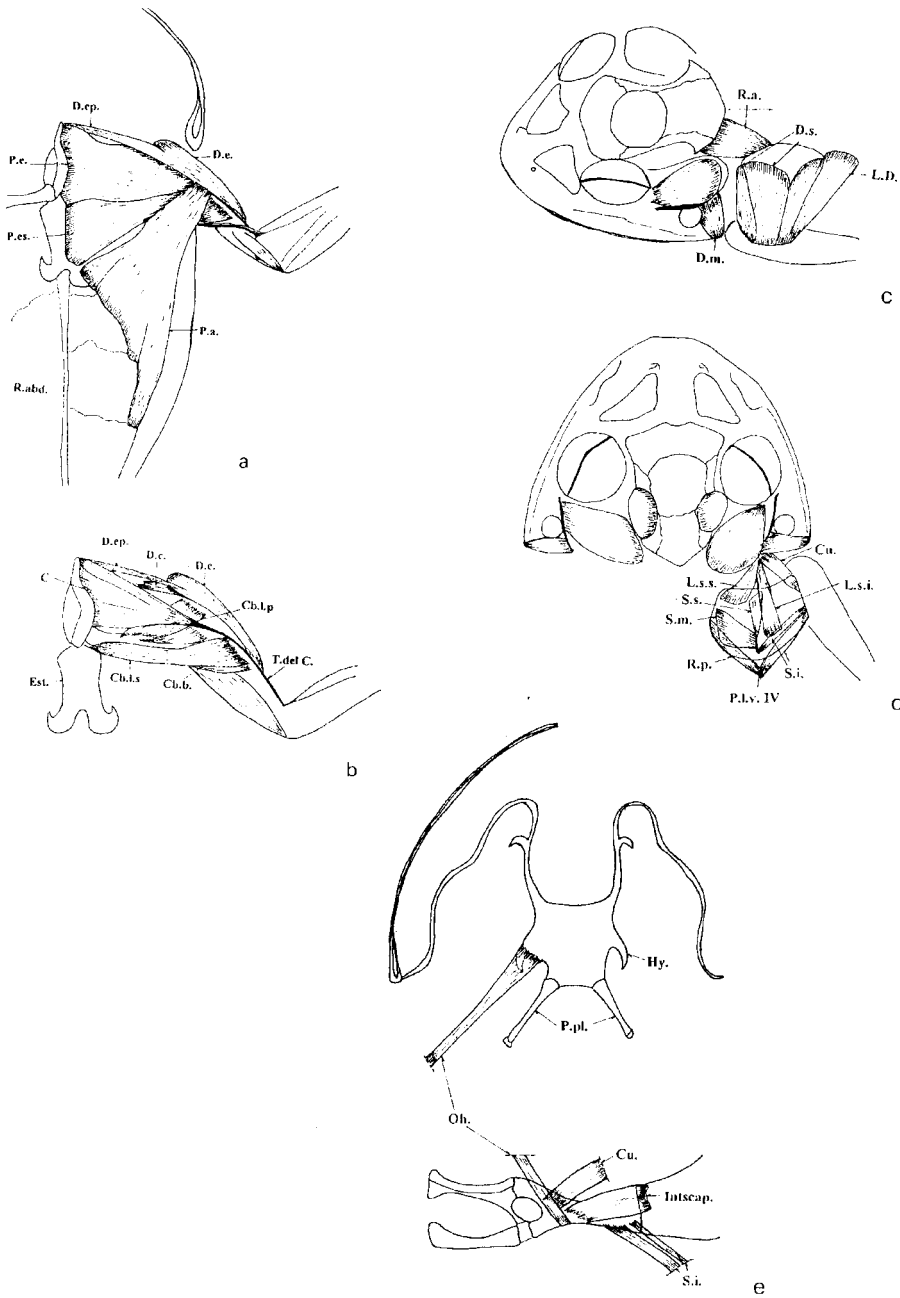 D.ep.
P.e.
D.e.
P.es.
P.a.
R.abd.
a
R.a.
D.s.
L.D.
D.m.
c
D.ep.
D.c.
D.e.
C
Cb.l.p
T.del C.
Est.
Cb.l.s
Cb.b.
b
Cu.
L.s.s.
L.s.i.
S.s.
S.m.
R.p.
S.i.
P.l.v. IV
d
Hy.
P.pl.
Oh.
Cu.
Intscap.
S.i.
e